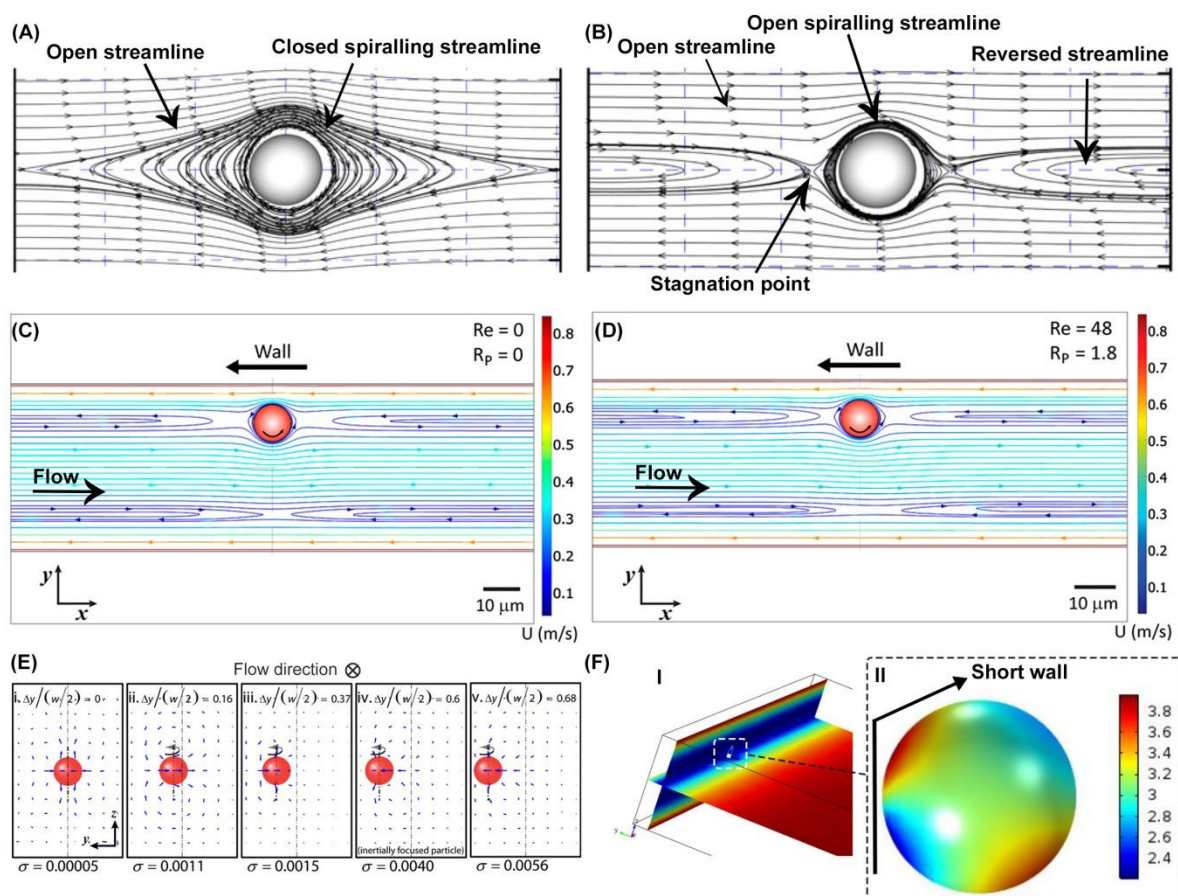 (A)
Open streamline
Closed spiralling streamline
(B)
Open streamline
Open spiralling streamline
Reversed streamline
Stagnation point
(C)
Re = 0
R_P = 0
Wall
Flow
y
x
10 μm
0.8
0.7
0.6
0.5
0.4
0.3
0.2
0.1
U (m/s)
(D)
Re = 48
R_P = 1.8
Wall
Flow
y
x
10 μm
0.8
0.7
0.6
0.5
0.4
0.3
0.2
0.1
U (m/s)
(E)
Flow direction ⊗
i. Δy/(w/2) = 0
ii. Δy/(w/2) = 0.16
iii. Δy/(w/2) = 0.37
iv. Δy/(w/2) = 0.6
v. Δy/(w/2) = 0.68
z
y
(inertially focused particle)
σ = 0.00005
σ = 0.0011
σ = 0.0015
σ = 0.0040
σ = 0.0056
(F)
I
II
Short wall
3.8
3.6
3.4
3.2
3
2.8
2.6
2.4